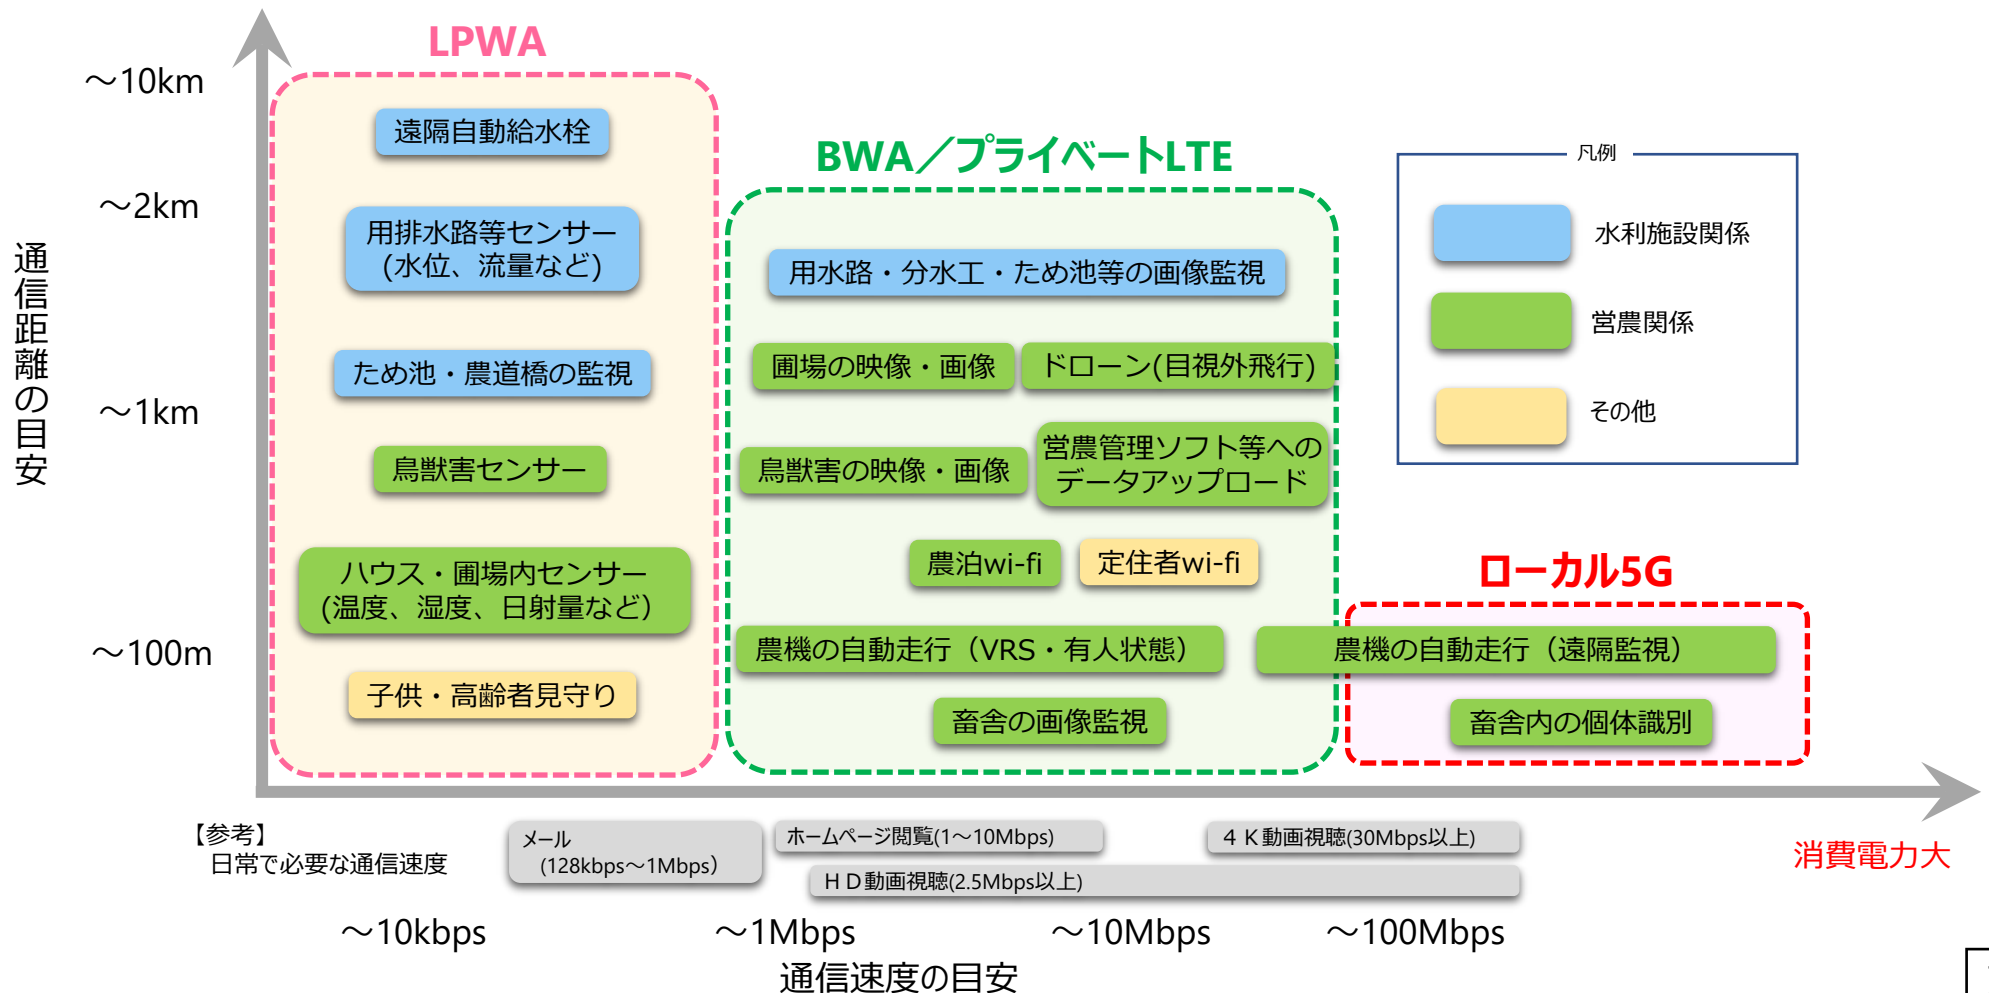 LPWA
～10km
遠隔自動給水栓
BWA／プライベートLTE
凡例
～2km
用排水路等センサー
(水位、流量など)
水利施設関係
用水路・分水工・ため池等の画像監視
通信距離の目安
営農関係
ため池・農道橋の監視
圃場の映像・画像
ドローン(目視外飛行)
～1km
その他
鳥獣害センサー
鳥獣害の映像・画像
営農管理ソフト等への
データアップロード
農泊wi-fi
定住者wi-fi
ローカル5G
ハウス・圃場内センサー
(温度、湿度、日射量など）
～100m
農機の自動走行（VRS・有人状態）
農機の自動走行（遠隔監視）
子供・高齢者見守り
畜舎の画像監視
畜舎内の個体識別
【参考】
日常で必要な通信速度
メール
(128kbps～1Mbps）
ホームページ閲覧(1～10Mbps)
４Ｋ動画視聴(30Mbps以上)
ＨＤ動画視聴(2.5Mbps以上)
消費電力大
～10kbps
～1Mbps
～10Mbps
～100Mbps
通信速度の目安